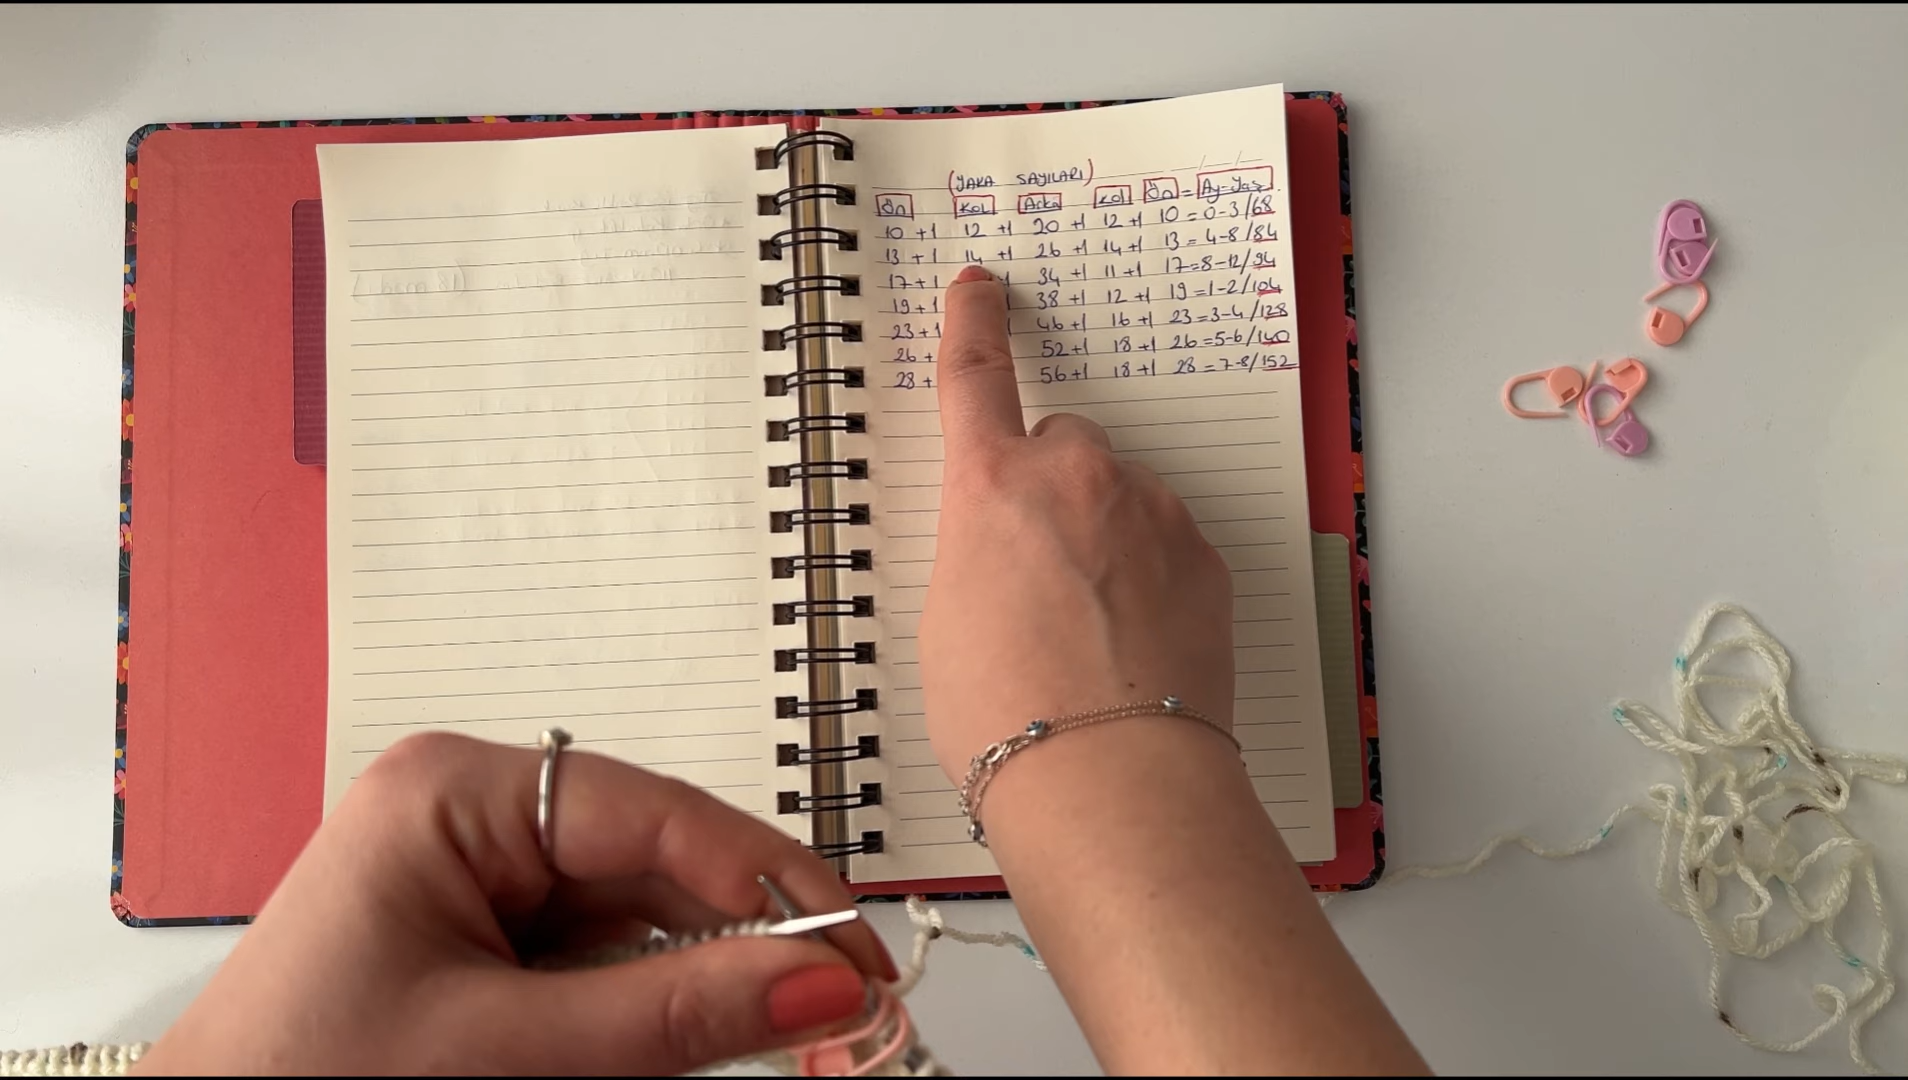 (YAKA SAYILARI)
Ön Kol Arka Kol Ön = Ay-Yaş
10 +1 12 +1 20 +1 12 +1 10 = 0-3/68
13 +1 14 +1 26 +1 14+1 13 = 4-8/84
17+1 +1 34 +1 11+1 17=8-12/94
19+1 38 +1 12 +1 19=1-2/104
23+1 46+1 16 +1 23=3-4/128
26 + 52+1 18+1 26=5-6/140
28 + 56+1 18+1 28=7-8/152